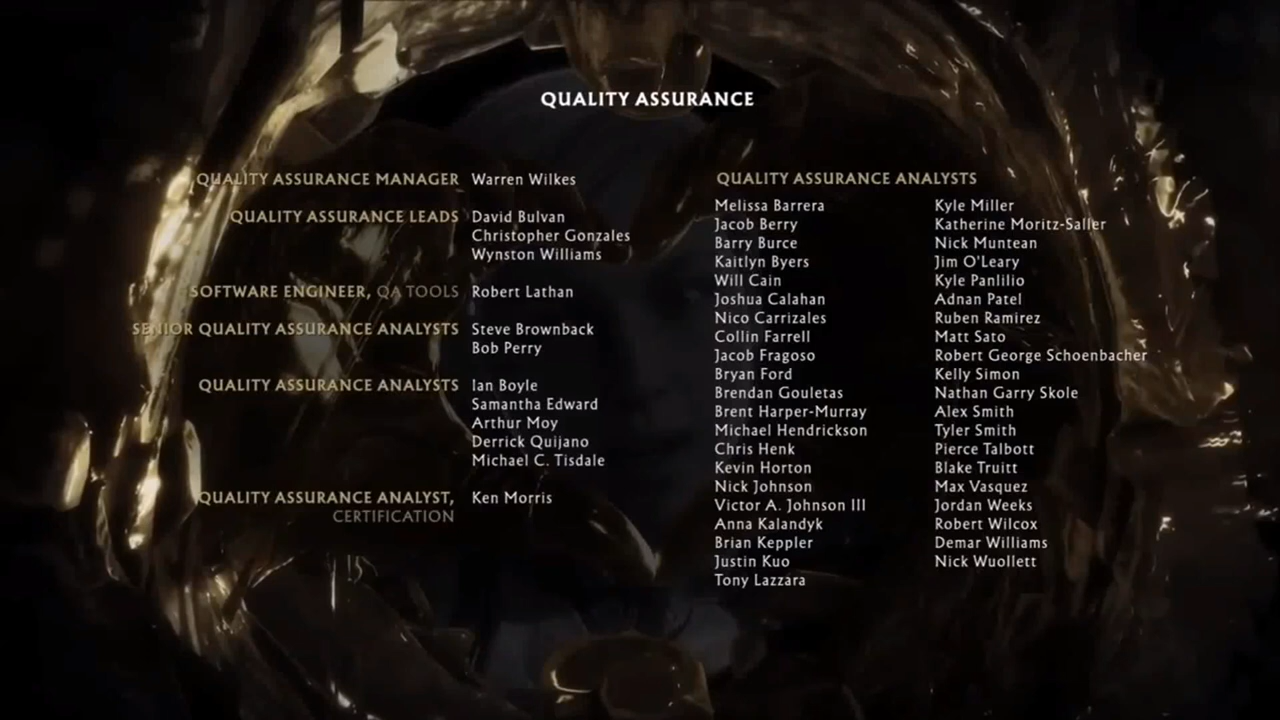 QUALITY ASSURANCE
QUALITY ASSURANCE MANAGER Warren Wilkes
QUALITY ASSURANCE LEADS David Bulvan
Christopher Gonzales
Wynston Williams
SOFTWARE ENGINEER, QA TOOLS Robert Lathan
SENIOR QUALITY ASSURANCE ANALYSTS Steve Brownback
Bob Perry
QUALITY ASSURANCE ANALYSTS Ian Boyle
Samantha Edward
Arthur Moy
Derrick Quijano
Michael C. Tisdale
QUALITY ASSURANCE ANALYST, Ken Morris
CERTIFICATION
QUALITY ASSURANCE ANALYSTS
Melissa Barrera
Jacob Berry
Barry Burce
Kaitlyn Byers
Will Cain
Joshua Calahan
Nico Carrizales
Collin Farrell
Jacob Fragoso
Bryan Ford
Brendan Gouletas
Brent Harper-Murray
Michael Hendrickson
Chris Henk
Kevin Horton
Nick Johnson
Victor A. Johnson III
Anna Kalandyk
Brian Keppler
Justin Kuo
Tony Lazzara
Kyle Miller
Katherine Moritz-Saller
Nick Muntean
Jim O'Leary
Kyle Panlilio
Adnan Patel
Ruben Ramirez
Matt Sato
Robert George Schoenbacher
Kelly Simon
Nathan Garry Skole
Alex Smith
Tyler Smith
Pierce Talbott
Blake Truitt
Max Vasquez
Jordan Weeks
Robert Wilcox
Demar Williams
Nick Wuollett